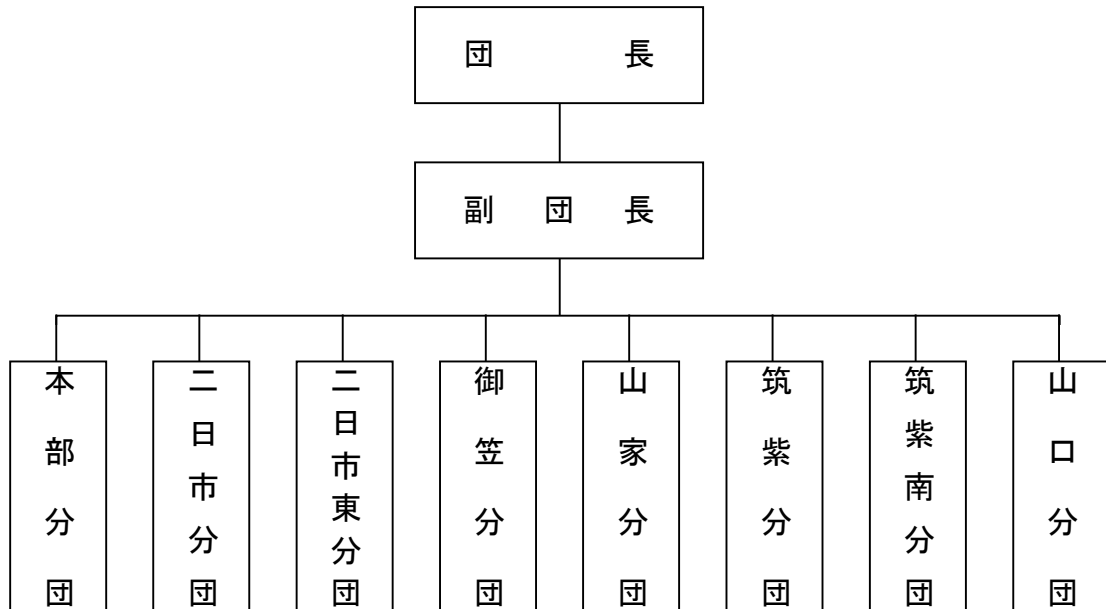 団長
副団長
本部分団
二日市分団
二日市東分団
御笠分団
山家分団
筑紫分団
筑紫南分団
山口分団